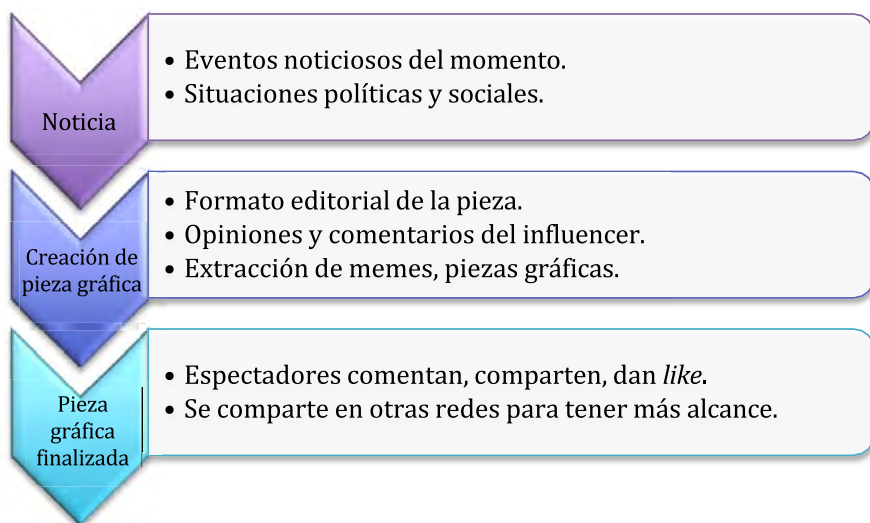 Noticia
• Eventos noticiosos del momento.
• Situaciones políticas y sociales.
Creación de
pieza gráfica
• Formato editorial de la pieza.
• Opiniones y comentarios del influencer.
• Extracción de memes, piezas gráficas.
Pieza
gráfica
finalizada
• Espectadores comentan, comparten, dan like.
• Se comparte en otras redes para tener más alcance.